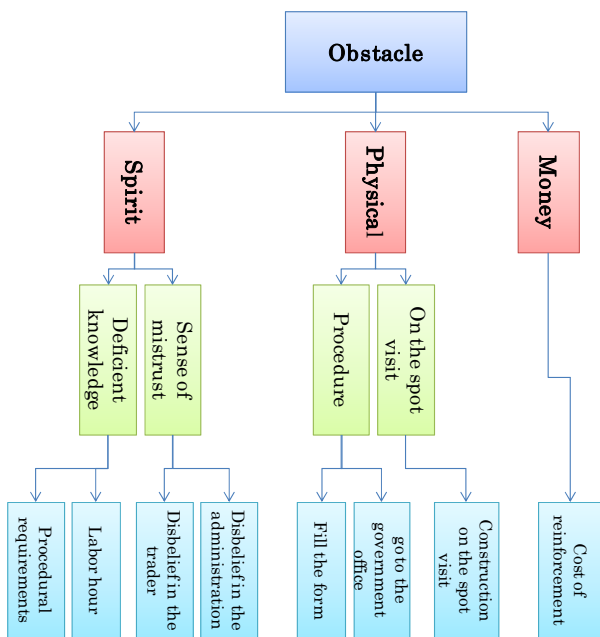 Obstacle
Spirit
Physical
Money
Deficient
knowledge
Sense of
mistrust
Procedure
On the spot
visit
Procedural
requirements
Labor hour
Disbelief in the
trader
Disbelief in the
administration
Fill the form
go to the
government
office
Construction
on the spot
visit
Cost of
reinforcement